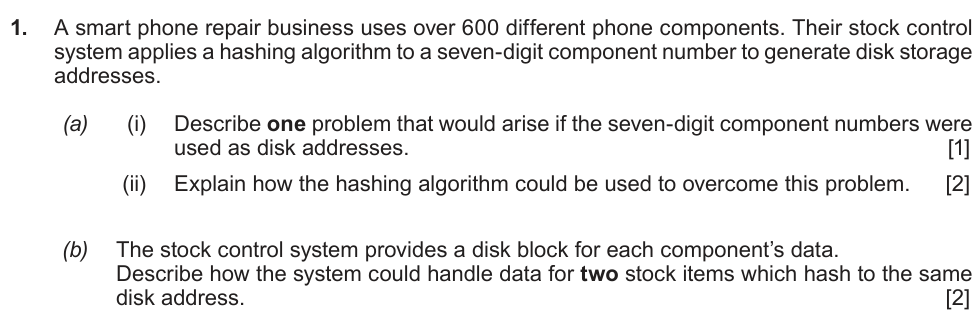 1. A smart phone repair business uses over 600 different phone components. Their stock control
system applies a hashing algorithm to a seven-digit component number to generate disk storage
addresses.
(a) (i) Describe one problem that would arise if the seven-digit component numbers were
used as disk addresses. [1]
(ii) Explain how the hashing algorithm could be used to overcome this problem. [2]
(b) The stock control system provides a disk block for each component's data.
Describe how the system could handle data for two stock items which hash to the same
disk address. [2]